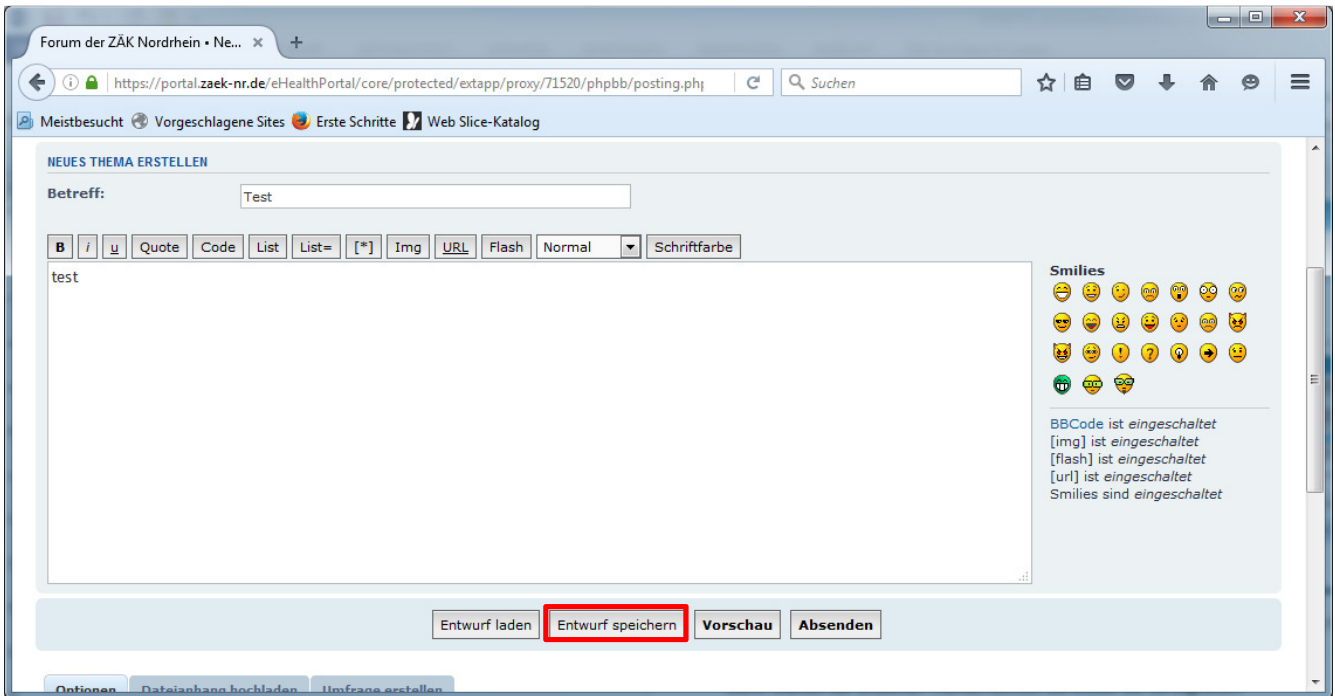 Forum der ZÄK Nordrhein • Ne... × +
https://portal.zaek-nr.de/eHealthPortal/core/protected/extapp/proxy/71520/phpbb/posting.php
Suchen
Meistbesucht Vorgeschlagene Sites Erste Schritte Web Slice-Katalog
NEUES THEMA ERSTELLEN
Betreff: Test
B i u Quote Code List List= [*] Img URL Flash Normal Schriftfarbe
test
Smilies
BBCode ist eingeschaltet
[img] ist eingeschaltet
[flash] ist eingeschaltet
[url] ist eingeschaltet
Smilies sind eingeschaltet
Entwurf laden Entwurf speichern Vorschau Absenden
Optionen Dateianhang hochladen Umfrage erstellen